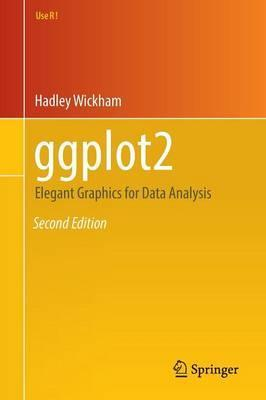 Use R !
Hadley Wickham
ggplot2
Elegant Graphics for Data Analysis
Second Edition
Springer